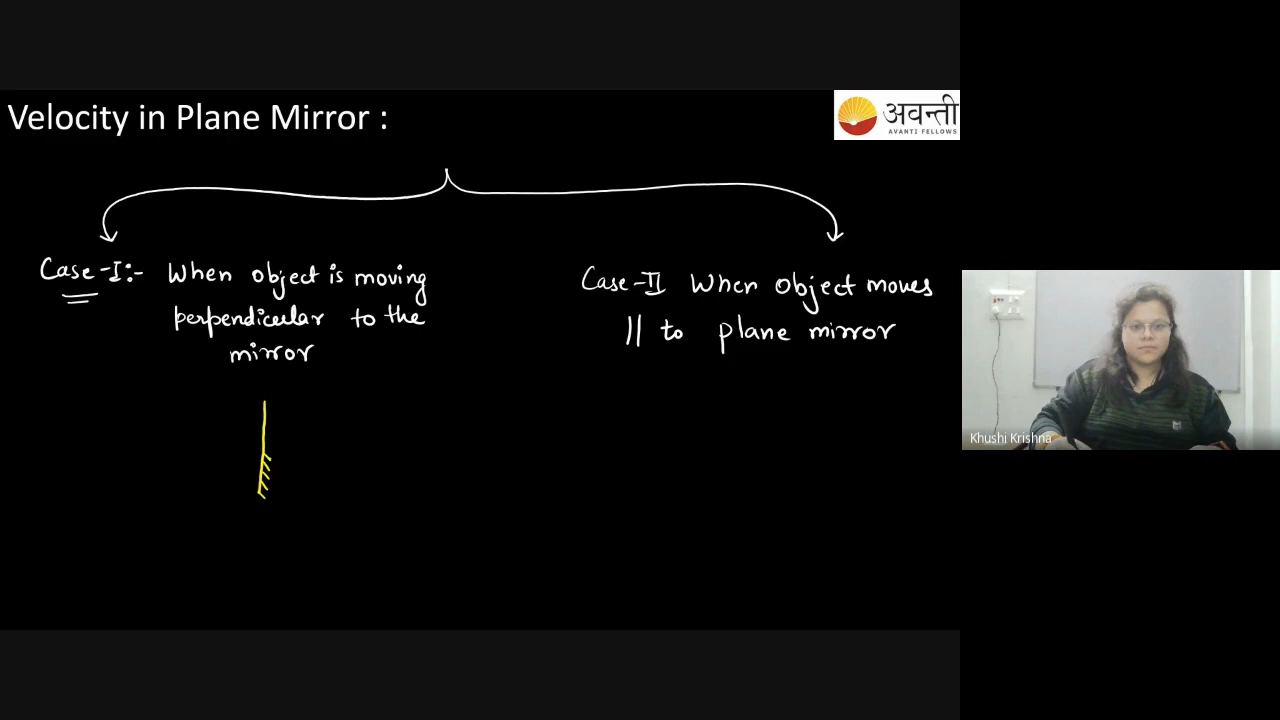 Velocity in Plane Mirror :
अवन्ती
AVANTI FELLOWS
Case-I:- When object is moving
perpendicular to the
mirror
Case-II When object moves
|| to plane mirror
Khushi Krishna